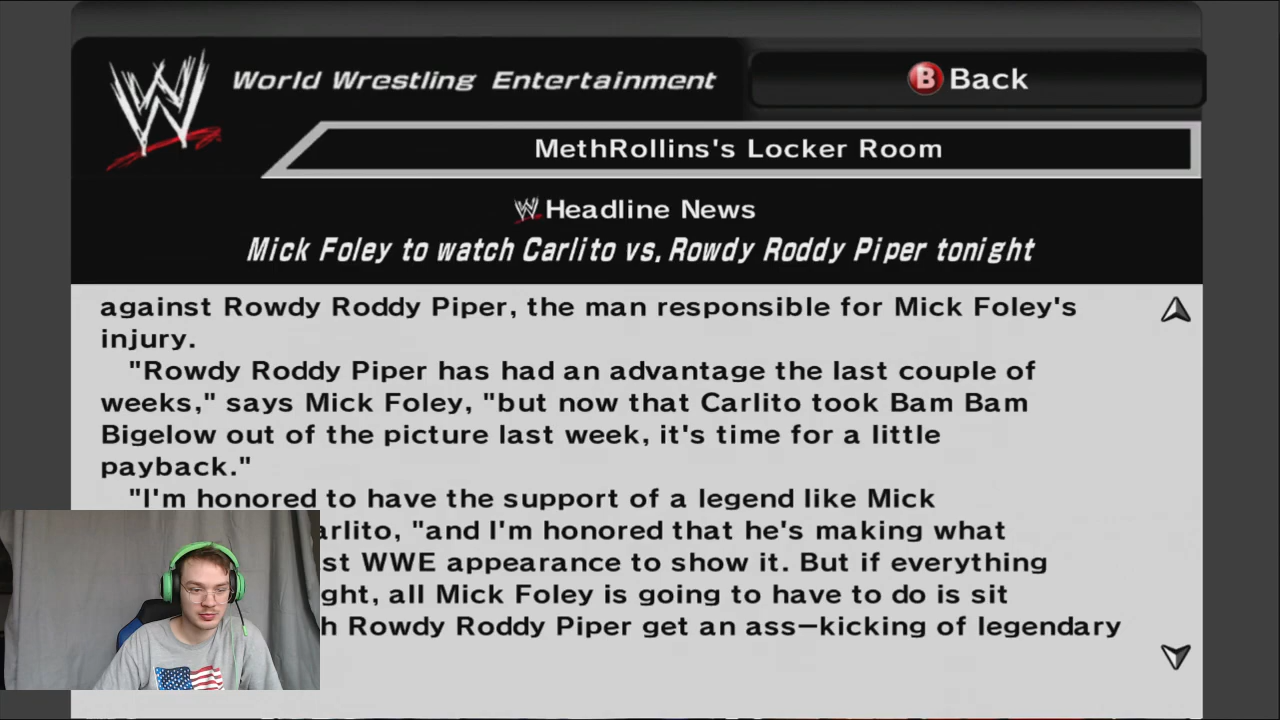 World Wrestling Entertainment
B Back
MethRollins's Locker Room
Headline News
Mick Foley to watch Carlito vs. Rowdy Roddy Piper tonight
against Rowdy Roddy Piper, the man responsible for Mick Foley's
injury.
"Rowdy Roddy Piper has had an advantage the last couple of
weeks," says Mick Foley, "but now that Carlito took Bam Bam
Bigelow out of the picture last week, it's time for a little
payback."
"I'm honored to have the support of a legend like Mick
arlito, "and I'm honored that he's making what
st WWE appearance to show it. But if everything
ght, all Mick Foley is going to have to do is sit
h Rowdy Roddy Piper get an ass-kicking of legendary